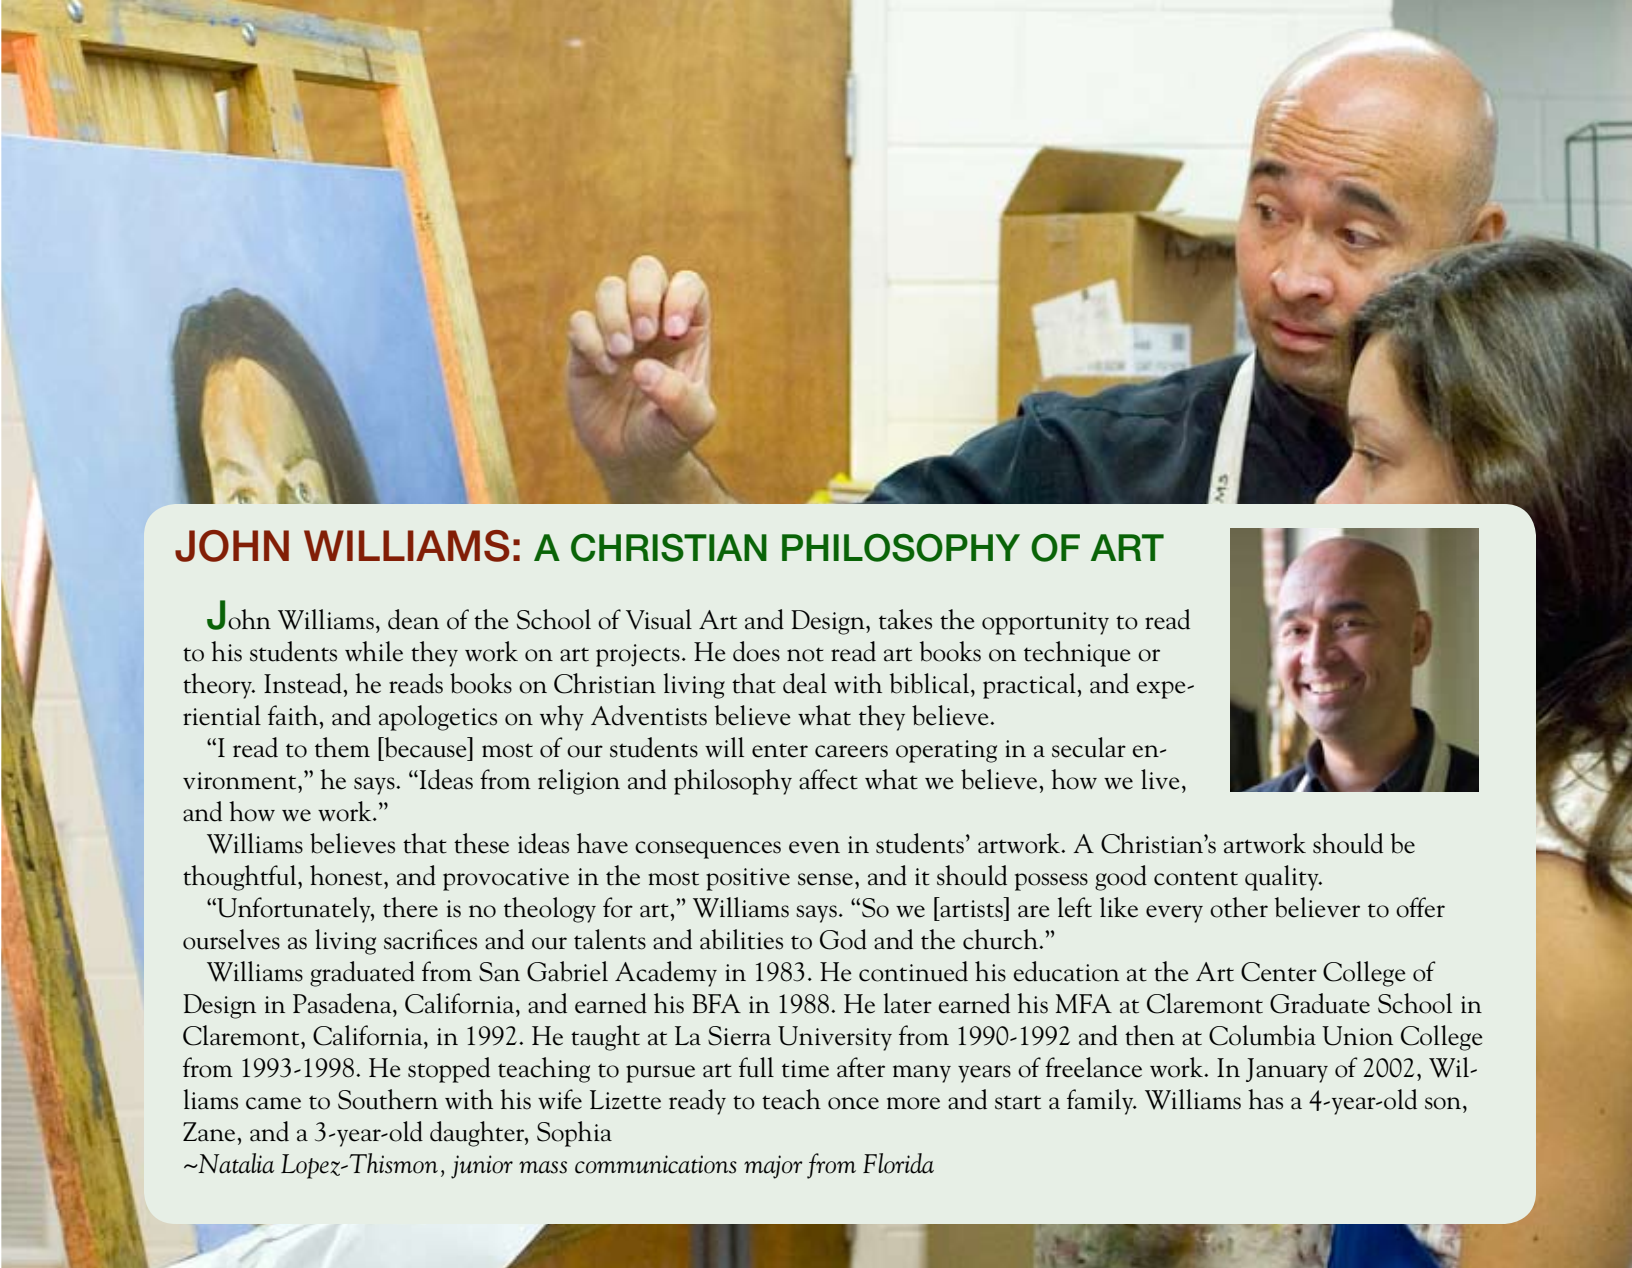 JOHN WILLIAMS: A CHRISTIAN PHILOSOPHY OF ART
John Williams, dean of the School of Visual Art and Design, takes the opportunity to read
to his students while they work on art projects. He does not read art books on technique or
theory. Instead, he reads books on Christian living that deal with biblical, practical, and expe-
riential faith, and apologetics on why Adventists believe what they believe.
“I read to them [because] most of our students will enter careers operating in a secular en-
vironment,” he says. “Ideas from religion and philosophy affect what we believe, how we live,
and how we work.”
Williams believes that these ideas have consequences even in students’ artwork. A Christian’s artwork should be
thoughtful, honest, and provocative in the most positive sense, and it should possess good content quality.
“Unfortunately, there is no theology for art,” Williams says. “So we [artists] are left like every other believer to offer
ourselves as living sacrifices and our talents and abilities to God and the church.”
Williams graduated from San Gabriel Academy in 1983. He continued his education at the Art Center College of
Design in Pasadena, California, and earned his BFA in 1988. He later earned his MFA at Claremont Graduate School in
Claremont, California, in 1992. He taught at La Sierra University from 1990-1992 and then at Columbia Union College
from 1993-1998. He stopped teaching to pursue art full time after many years of freelance work. In January of 2002, Wil-
liams came to Southern with his wife Lizette ready to teach once more and start a family. Williams has a 4-year-old son,
Zane, and a 3-year-old daughter, Sophia
~Natalia Lopez-Thismon, junior mass communications major from Florida